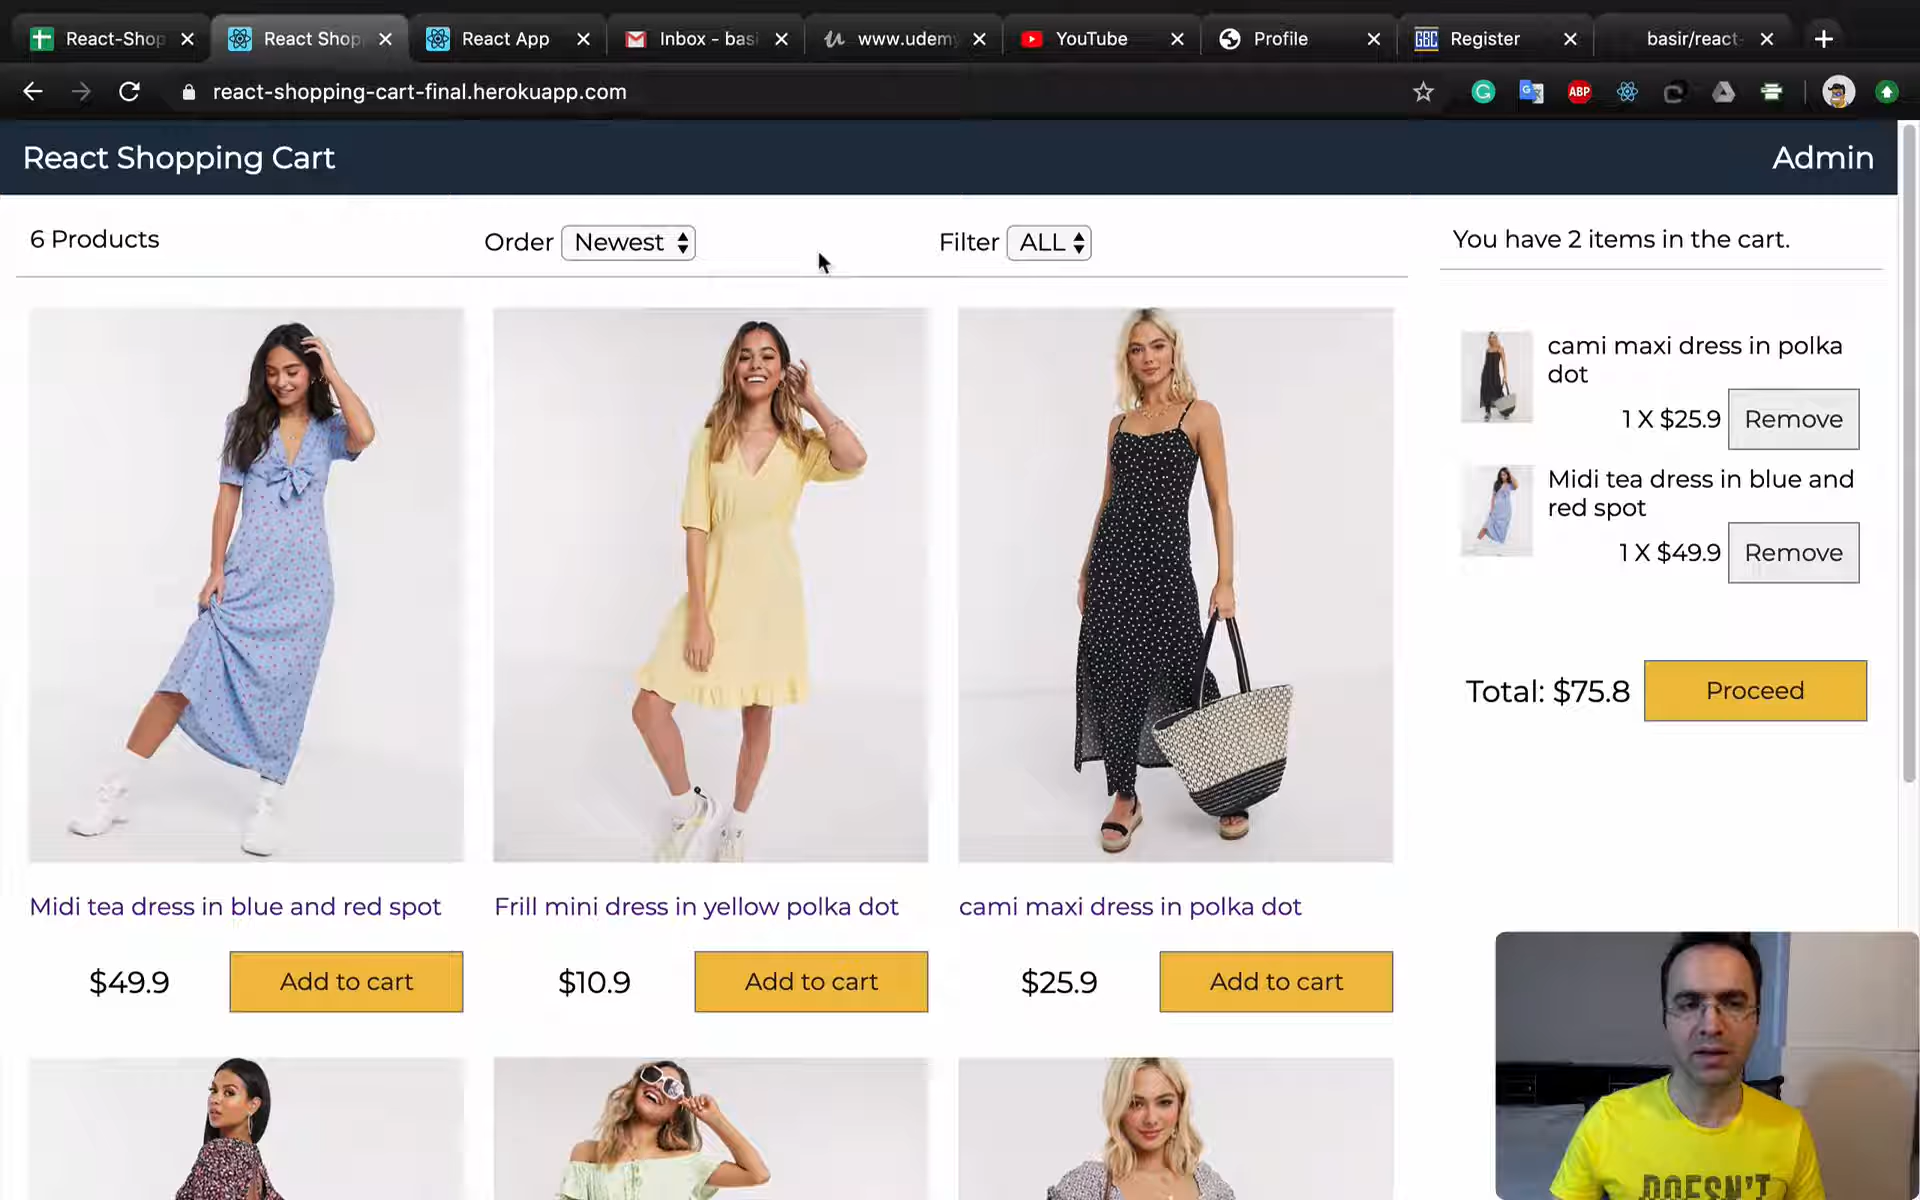 React-Shop
React Shop
React App
Inbox - basi
www.udemy
YouTube
Profile
GBC
Register
basir/react-
react-shopping-cart-final.herokuapp.com
ABP
React Shopping Cart
Admin
6 Products
Order
Newest
Filter
ALL
You have 2 items in the cart.
cami maxi dress in polka
dot
1 X $25.9
Remove
Midi tea dress in blue and
red spot
1 X $49.9
Remove
Total: $75.8
Proceed
Midi tea dress in blue and red spot
Frill mini dress in yellow polka dot
cami maxi dress in polka dot
$49.9
Add to cart
$10.9
Add to cart
$25.9
Add to cart
DOESN'T